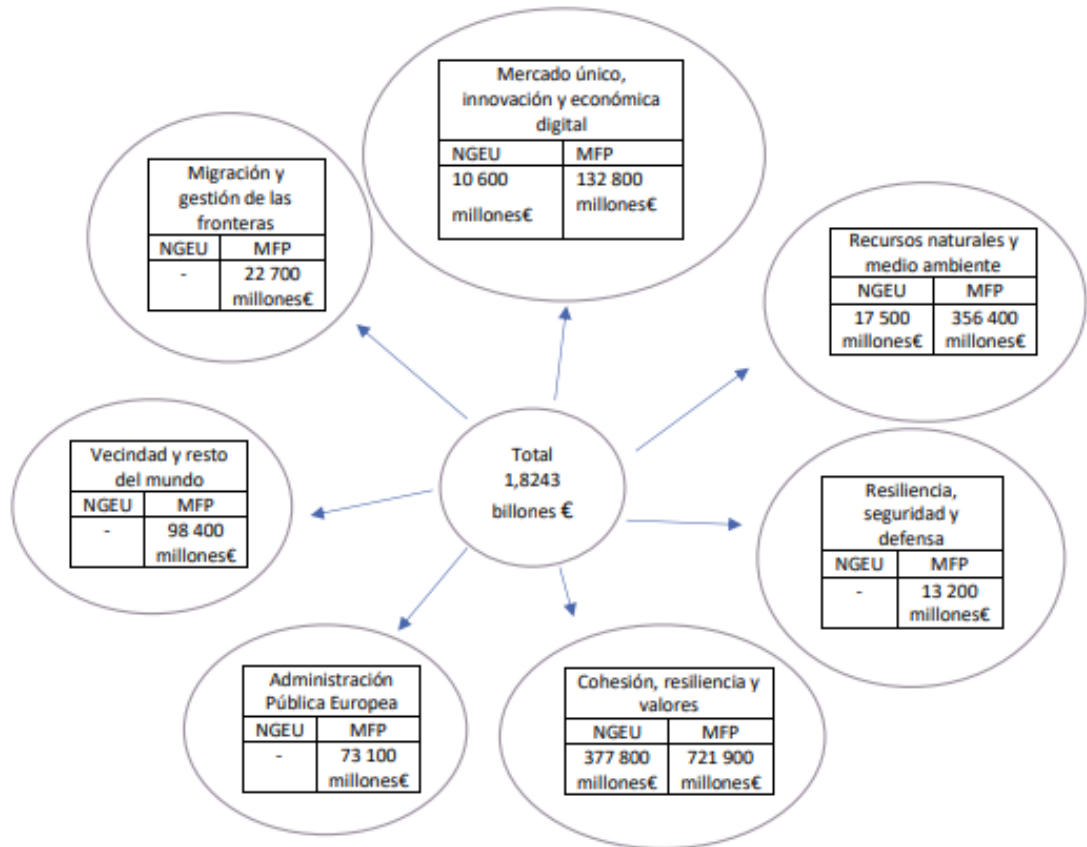 Mercado único,
innovación y económica
digital
NGEU MFP
10 600 132 800
millones€ millones€
Migración y
gestión de las
fronteras
NGEU MFP
- 22 700
millones€
Recursos naturales y
medio ambiente
NGEU MFP
17 500 356 400
millones€ millones€
Vecindad y resto
del mundo
NGEU MFP
- 98 400
millones€
Total
1,8243
billones €
Resiliencia,
seguridad y
defensa
NGEU MFP
- 13 200
millones€
Administración
Pública Europea
NGEU MFP
- 73 100
millones€
Cohesión, resiliencia y
valores
NGEU MFP
377 800 721 900
millones€ millones€